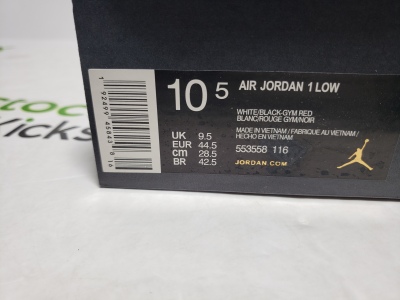 10 5
AIR JORDAN 1 LOW
WHITE/BLACK-GYM RED
BLANC/ROUGE GYM/NOIR
UK 9.5
EUR 44.5
cm 28.5
BR 42.5
MADE IN VIETNAM / FABRIQUÉ AU VIETNAM /
HECHO EN VIETNAM
553558 116
JORDAN.COM